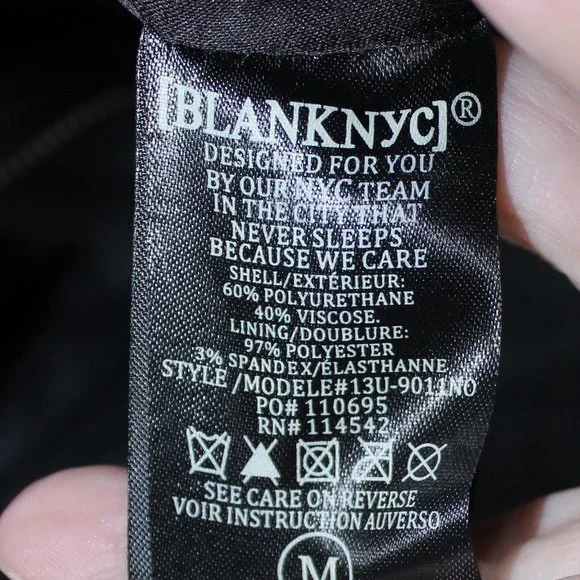 [BLANKNYC]®
DESIGNED FOR YOU
BY OUR NYC TEAM
IN THE CITY THAT
NEVER SLEEPS
BECAUSE WE CARE
SHELL/EXTÉRIEUR:
60% POLYURETHANE
40% VISCOSE.
LINING/DOUBLURE:
97% POLYESTER
3% SPANDEX/ÉLASTHANNE
STYLE/MODELE#13U-9011NO
PO# 110695
RN# 114542
SEE CARE ON REVERSE
VOIR INSTRUCTION AUVERSO
M